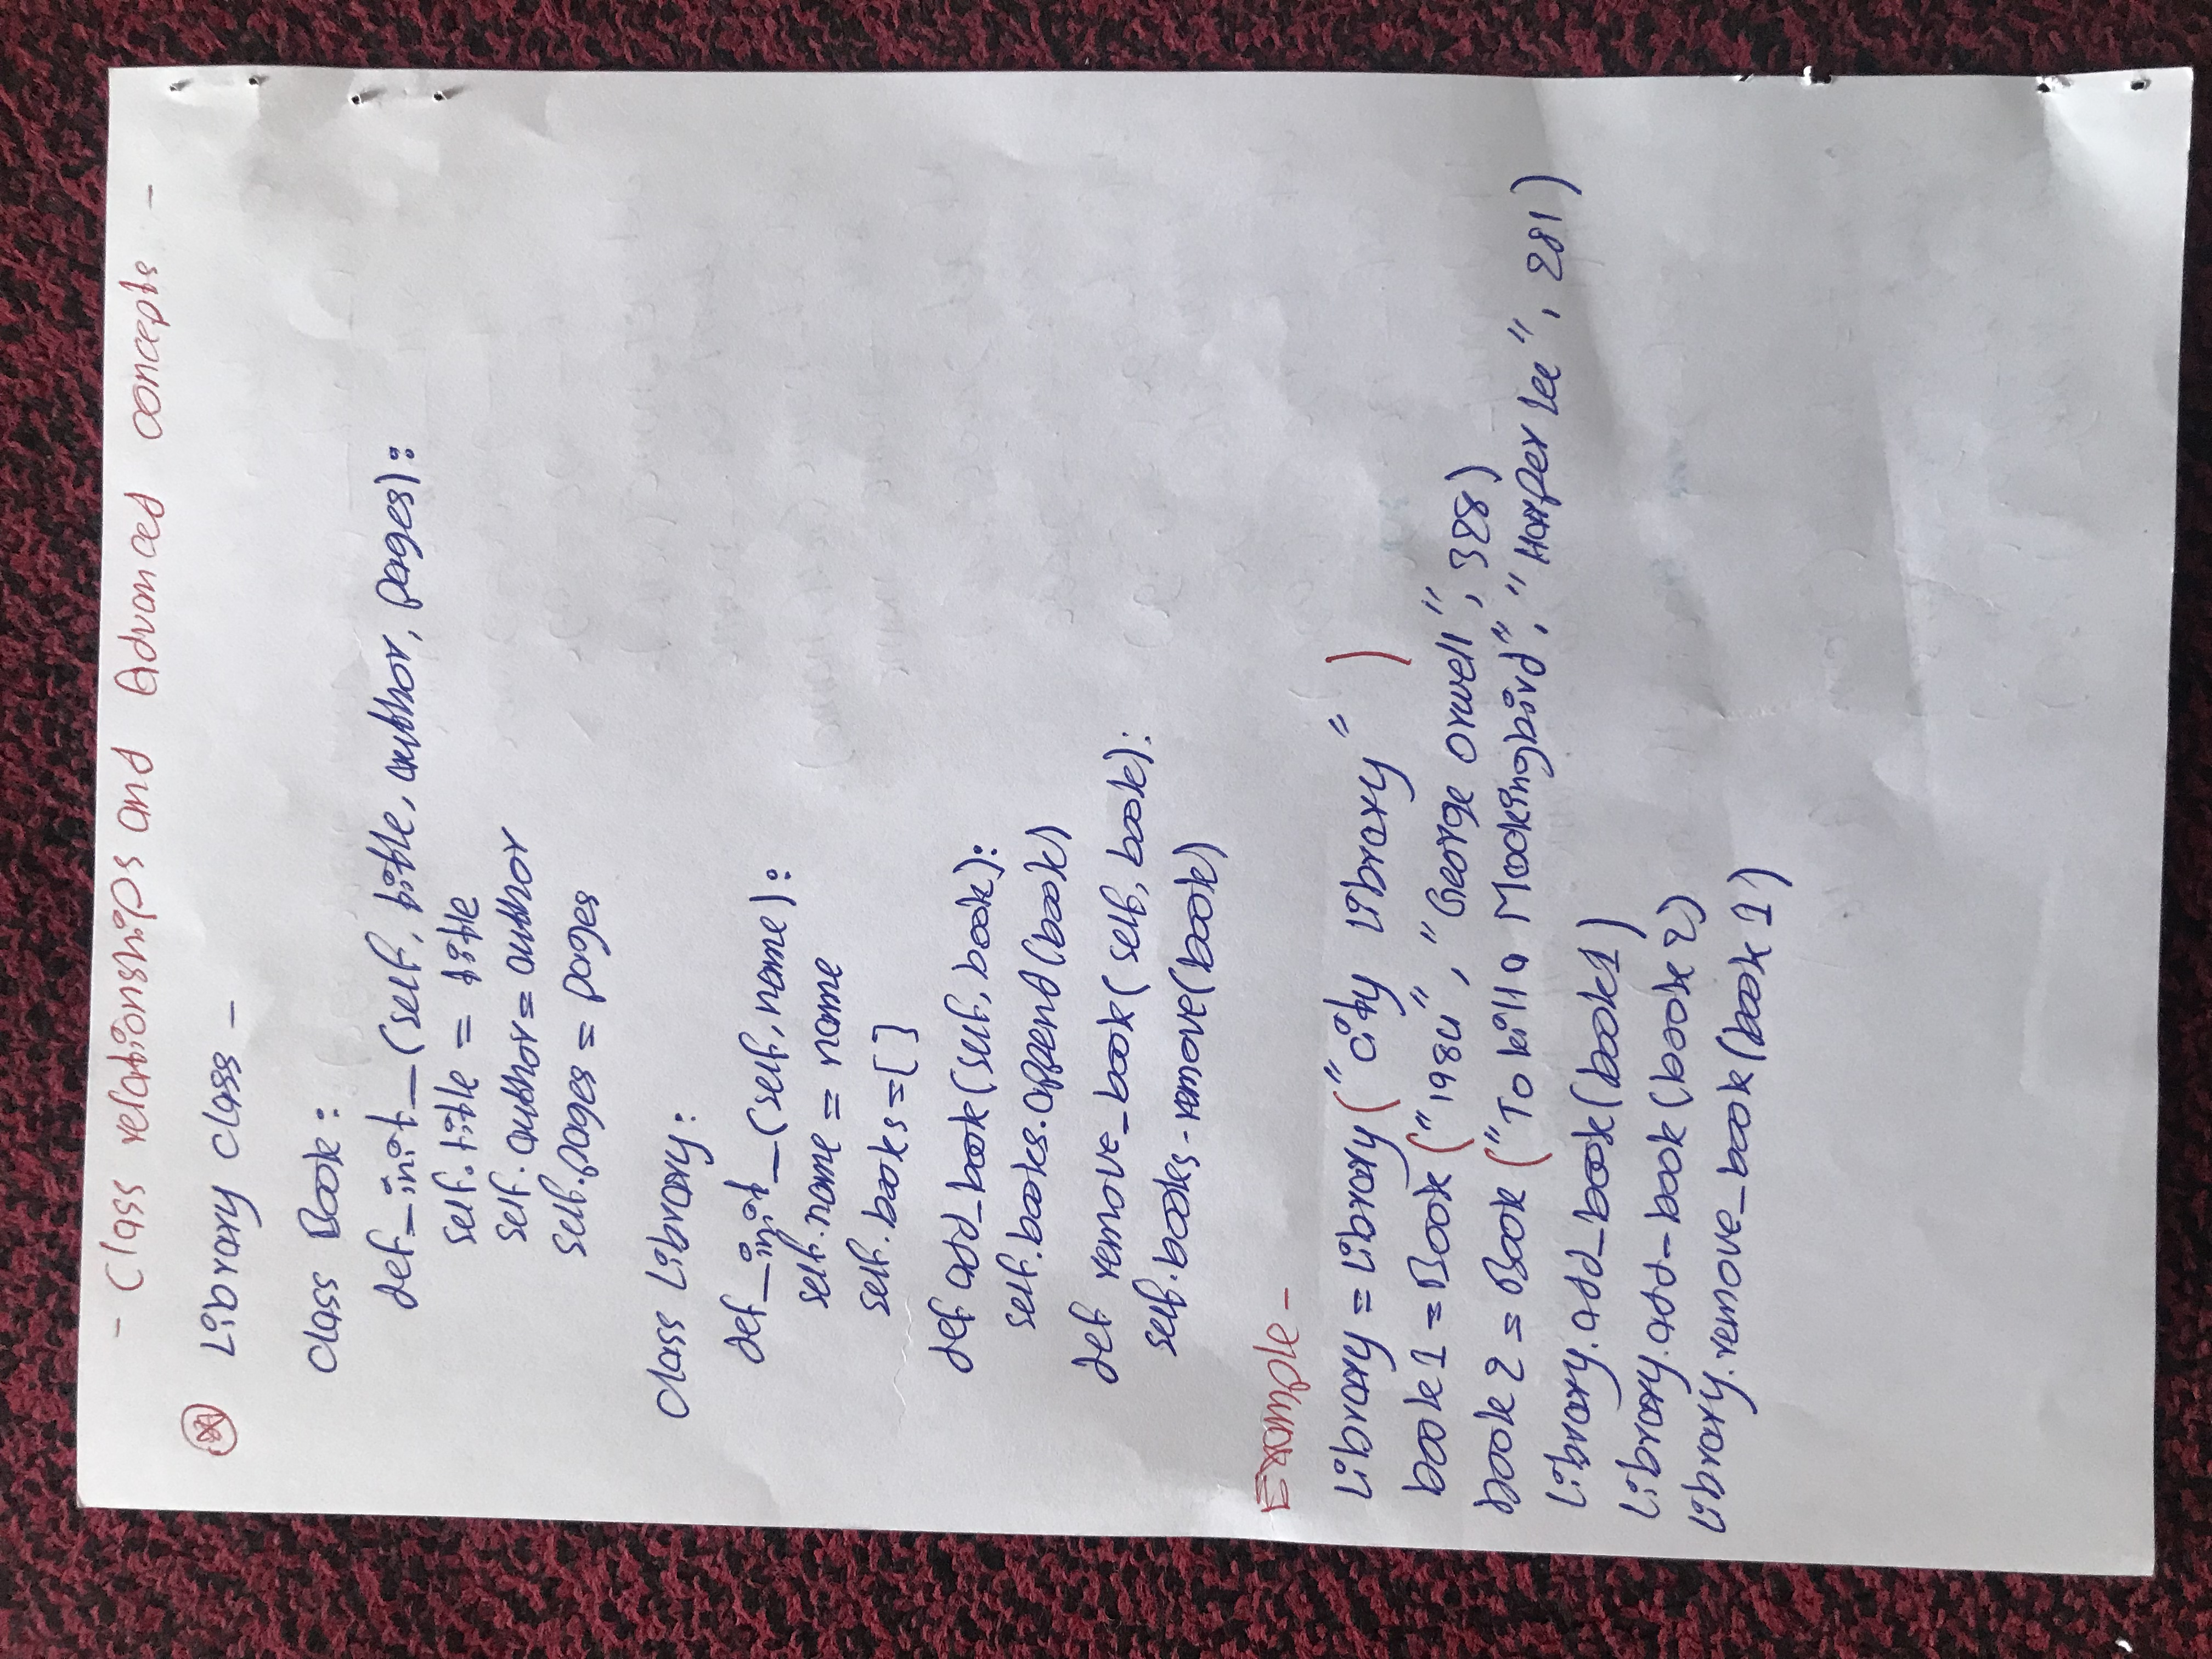 - Class relationships and Advanced concepts -
Library class -
class Book:
def_init_(self, title, author, pages):
self.title = title
self.author = author
self.pages = pages
class Library:
def_init_(self, name):
self.name = name
self.books = []
def add_book(self, book):
self.books.append(book)
def remove_book(self, book):
self.books.remove(book)
Example -
Library = Library("City Library")
book1 = Book("1984", "George Orwell", 328)
book2 = Book("To kill a Mockingbird", "Harper Lee", 281)
Library.add_book(book1)
Library.add_book(book2)
Library.remove_book(book1)